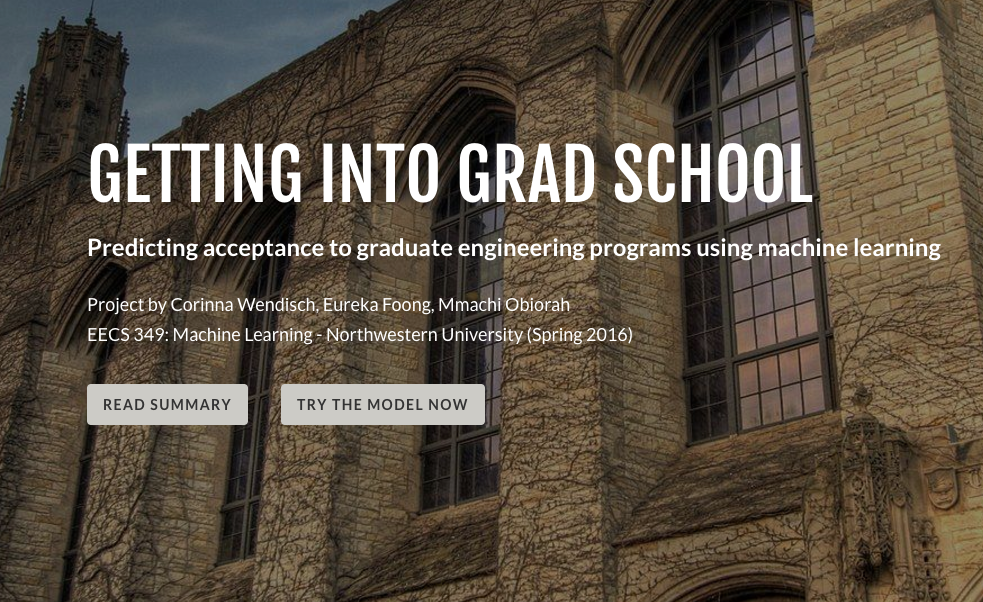 GETTING INTO GRAD SCHOOL
Predicting acceptance to graduate engineering programs using machine learning
Project by Corinna Wendisch, Eureka Foong, Mmachi Obiorah
EECS 349: Machine Learning - Northwestern University (Spring 2016)
READ SUMMARY
TRY THE MODEL NOW